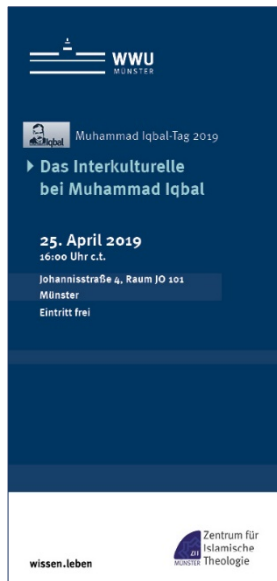 WWU
MÜNSTER
Iqbal
Muhammad Iqbal-Tag 2019
Das Interkulturelle
bei Muhammad Iqbal
25. April 2019
16:00 Uhr c.t.
Johannisstraße 4, Raum JO 101
Münster
Eintritt frei
wissen.leben
Zentrum für
Islamische
Theologie
ZIT
MÜNSTER